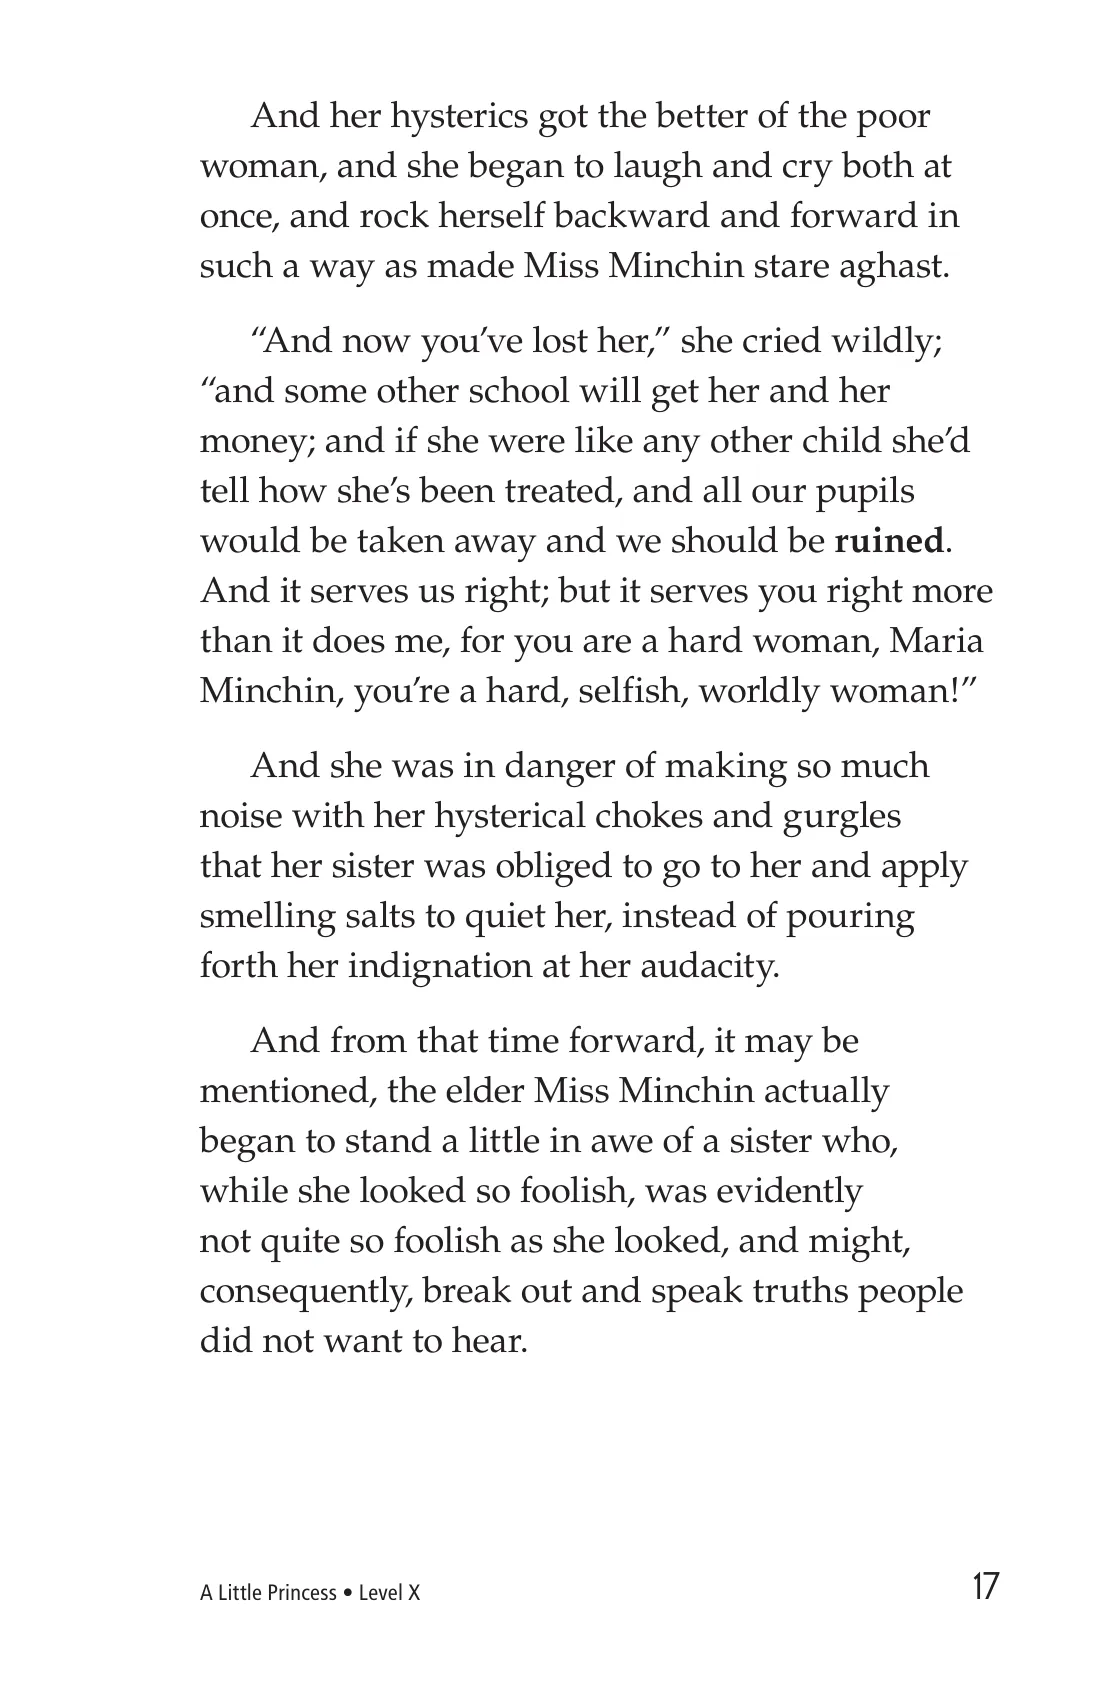 And her hysterics got the better of the poor
woman, and she began to laugh and cry both at
once, and rock herself backward and forward in
such a way as made Miss Minchin stare aghast.
“And now you’ve lost her,” she cried wildly;
“and some other school will get her and her
money; and if she were like any other child she’d
tell how she’s been treated, and all our pupils
would be taken away and we should be ruined.
And it serves us right; but it serves you right more
than it does me, for you are a hard woman, Maria
Minchin, you’re a hard, selfish, worldly woman!”
And she was in danger of making so much
noise with her hysterical chokes and gurgles
that her sister was obliged to go to her and apply
smelling salts to quiet her, instead of pouring
forth her indignation at her audacity.
And from that time forward, it may be
mentioned, the elder Miss Minchin actually
began to stand a little in awe of a sister who,
while she looked so foolish, was evidently
not quite so foolish as she looked, and might,
consequently, break out and speak truths people
did not want to hear.
A Little Princess • Level X
17